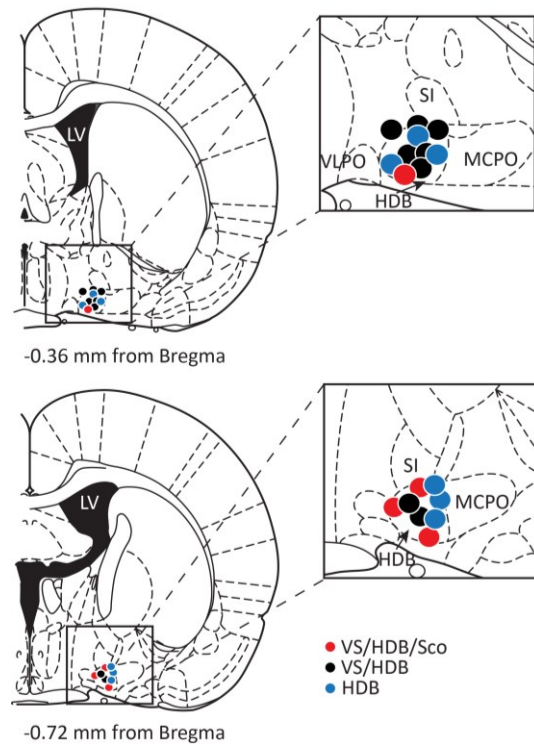 LV
SI
VLPO
MCPO
HDB
-0.36 mm from Bregma
LV
SI
MCPO
HDB
VS/HDB/Sco
VS/HDB
HDB
-0.72 mm from Bregma